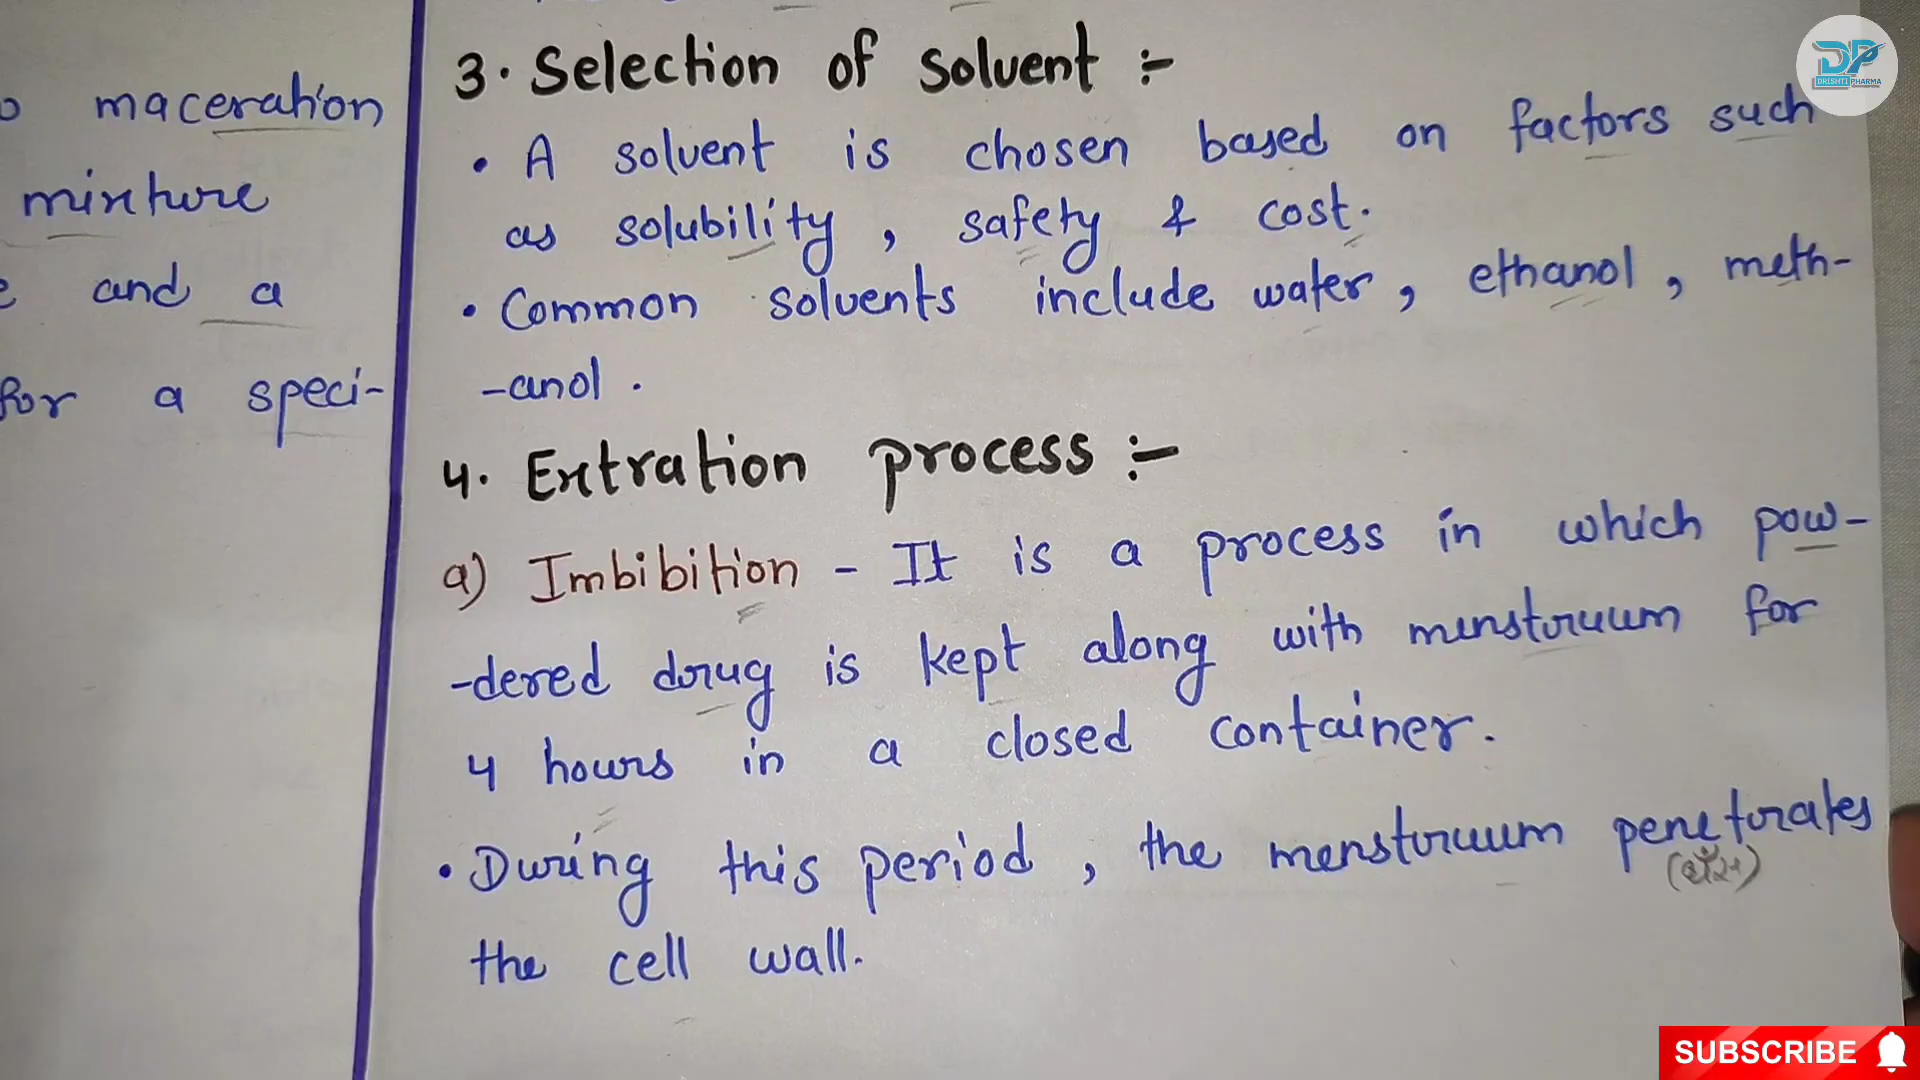 maceration
mixture
and a
for a speci-
3. Selection of solvent :-
• A solvent is chosen based on factors such
as solubility, safety & cost.
• Common solvents include water, ethanol, meth-
-anol.
4. Extration process :-
a) Imbibition - It is a process in which pow-
-dered drug is kept along with menstruum for
4 hours in a closed container.
• During this period, the menstruum penetrates
the cell wall.
DP
DRISHTI PHARMA
SUBSCRIBE